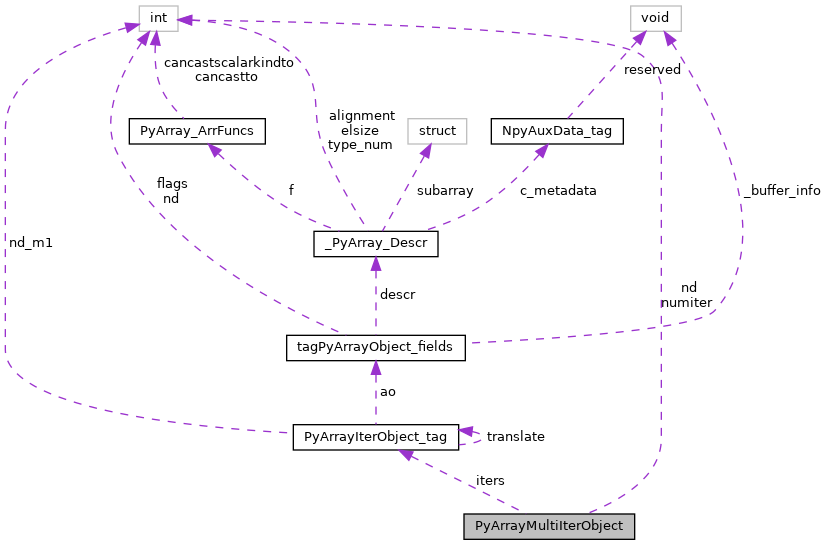 int
void
cancastscalarkindto
cancastto
reserved
alignment
elsize
type_num
PyArray_ArrFuncs
struct
NpyAuxData_tag
flags
nd
f
subarray
c_metadata
_buffer_info
nd_m1
_PyArray_Descr
descr
nd
numiter
tagPyArrayObject_fields
ao
PyArrayIterObject_tag
translate
iters
PyArrayMultiIterObject